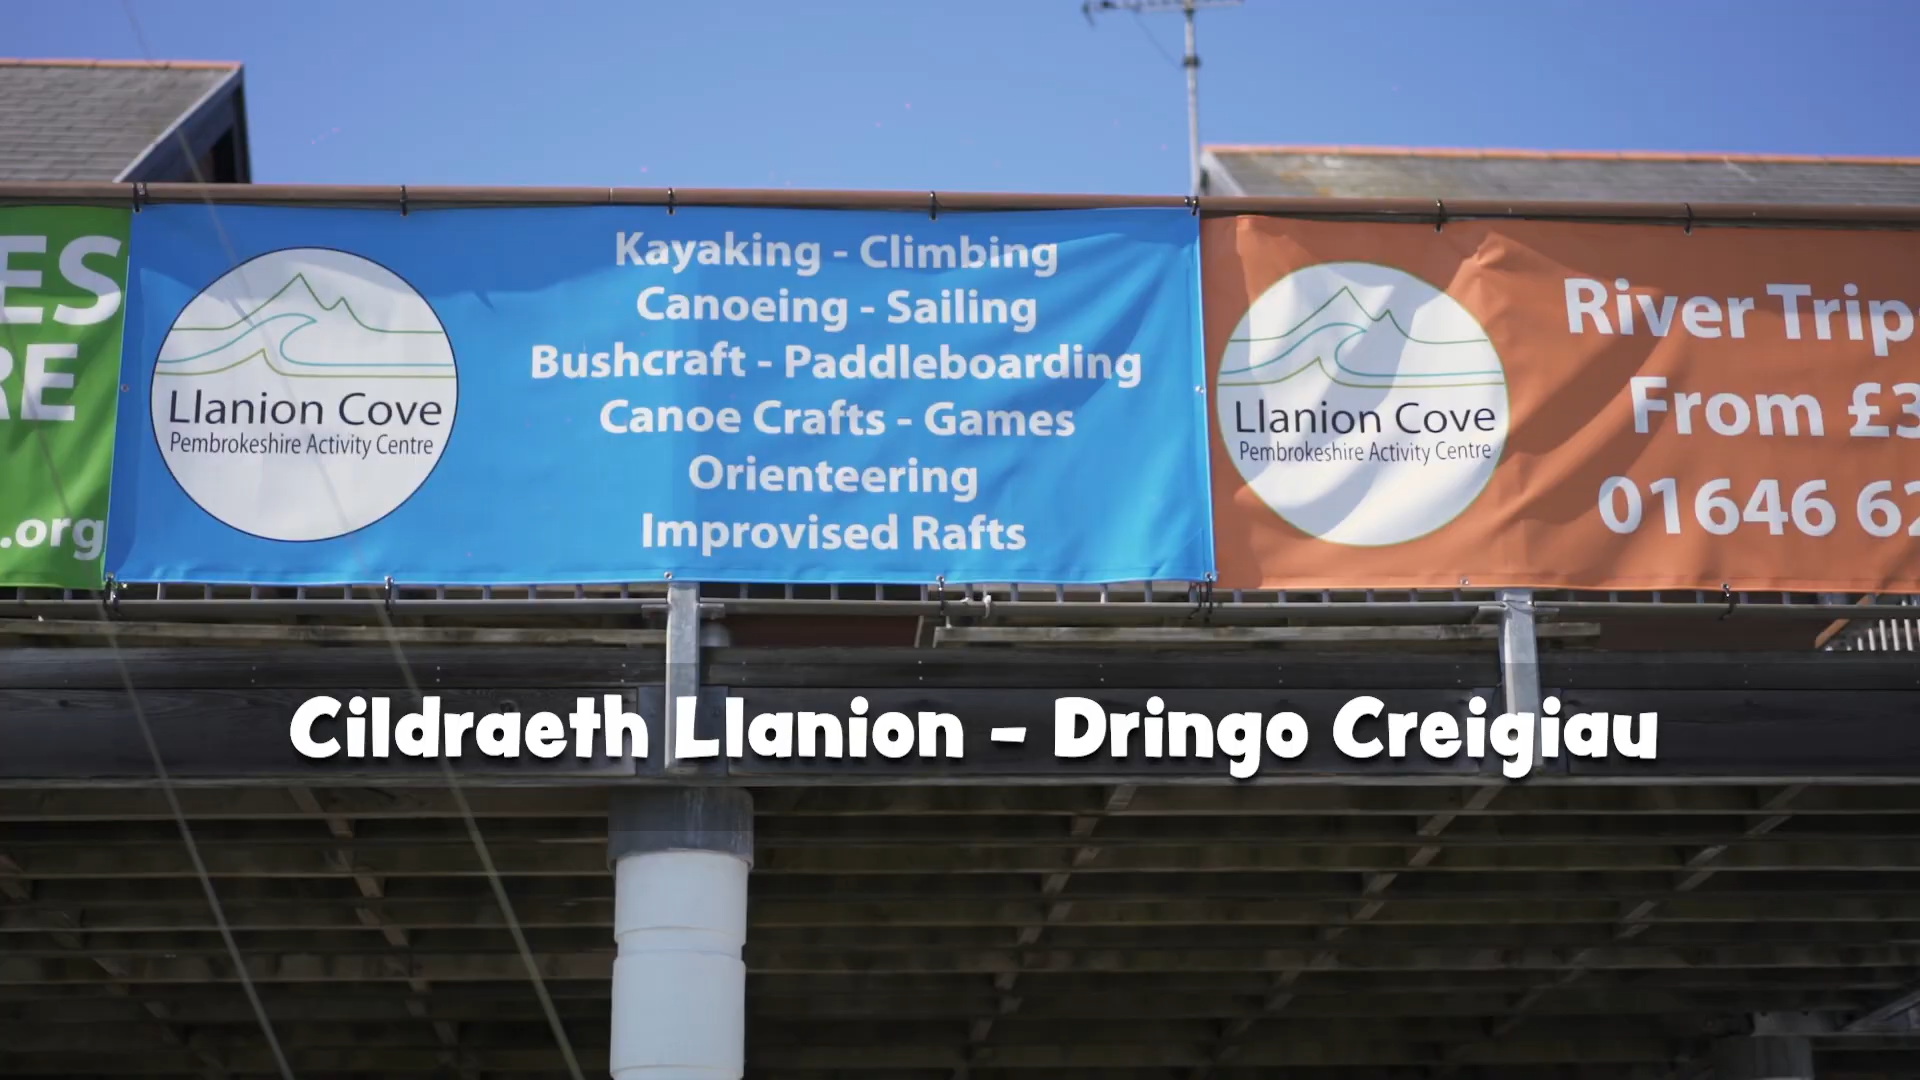 ES
RE
.org
Llanion Cove
Pembrokeshire Activity Centre
Kayaking - Climbing
Canoeing - Sailing
Bushcraft - Paddleboarding
Canoe Crafts - Games
Orienteering
Improvised Rafts
Llanion Cove
Pembrokeshire Activity Centre
River Trip
From £3
01646 62
Cildraeth Llanion - Dringo Creigiau